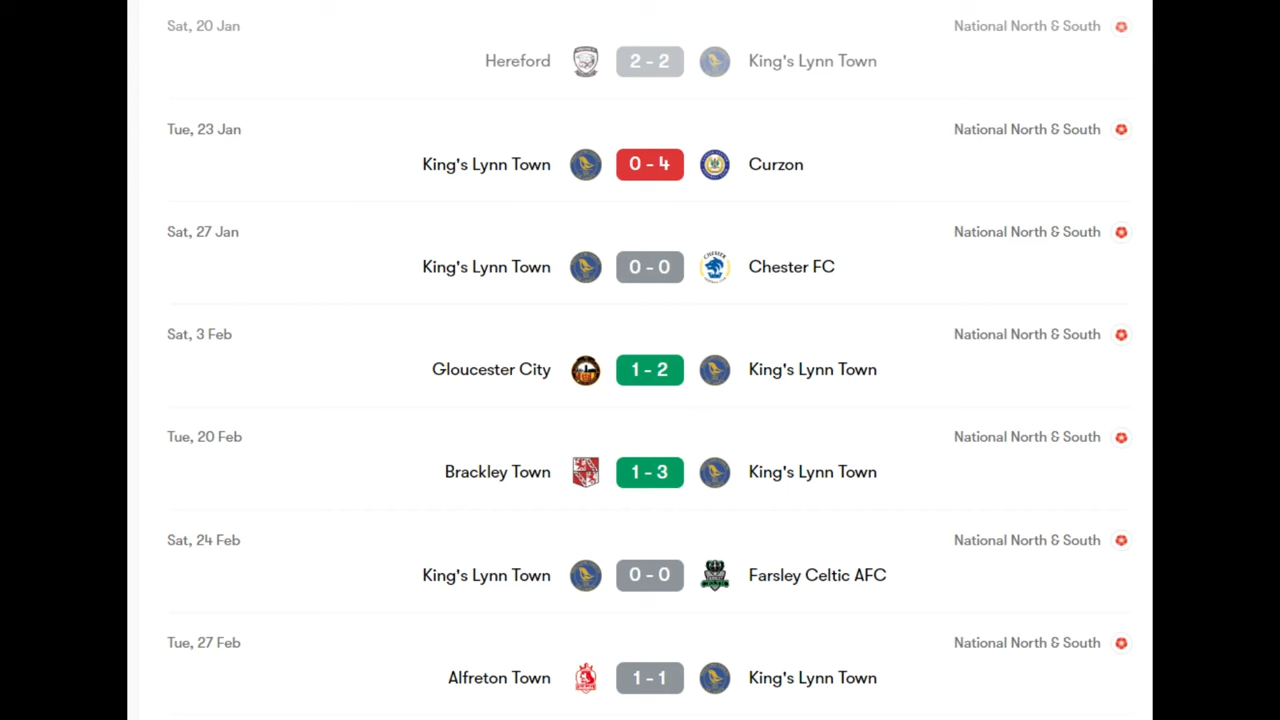 Sat, 20 Jan National North & South
Hereford 2 - 2 King's Lynn Town
Tue, 23 Jan National North & South
King's Lynn Town 0 - 4 Curzon
Sat, 27 Jan National North & South
King's Lynn Town 0 - 0 Chester FC
Sat, 3 Feb National North & South
Gloucester City 1 - 2 King's Lynn Town
Tue, 20 Feb National North & South
Brackley Town 1 - 3 King's Lynn Town
Sat, 24 Feb National North & South
King's Lynn Town 0 - 0 Farsley Celtic AFC
Tue, 27 Feb National North & South
Alfreton Town 1 - 1 King's Lynn Town